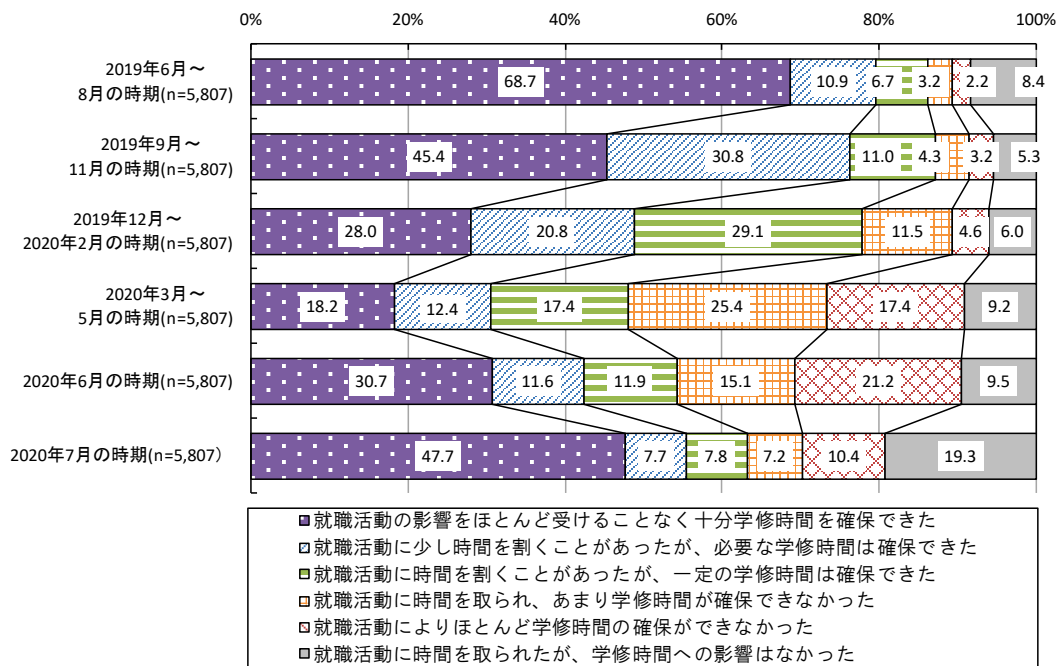 0% 20% 40% 60% 80% 100%
2019年6月～
8月の時期(n=5,807)
68.7 10.9 6.7 3.2 2.2 8.4
2019年9月～
11月の時期(n=5,807)
45.4 30.8 11.0 4.3 3.2 5.3
2019年12月～
2020年2月の時期(n=5,807)
28.0 20.8 29.1 11.5 4.6 6.0
2020年3月～
5月の時期(n=5,807)
18.2 12.4 17.4 25.4 17.4 9.2
2020年6月の時期(n=5,807)
30.7 11.6 11.9 15.1 21.2 9.5
2020年7月の時期(n=5,807）
47.7 7.7 7.8 7.2 10.4 19.3
就職活動の影響をほとんど受けることなく十分学修時間を確保できた
就職活動に少し時間を割くことがあったが、必要な学修時間は確保できた
就職活動に時間を割くことがあったが、一定の学修時間は確保できた
就職活動に時間を取られ、あまり学修時間が確保できなかった
就職活動によりほとんど学修時間の確保ができなかった
就職活動に時間を取られたが、学修時間への影響はなかった